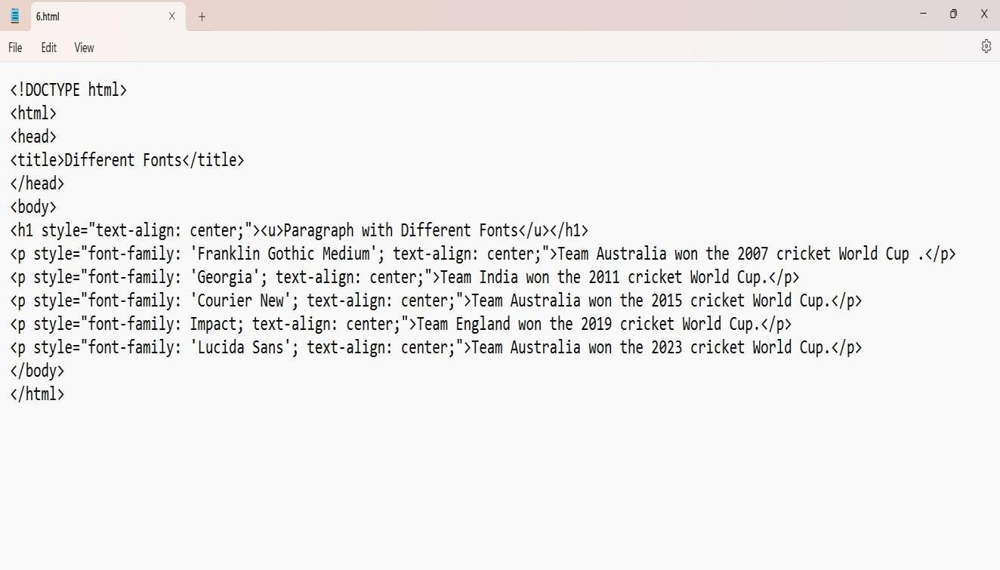 6.html
File Edit View
<!DOCTYPE html>
<html>
<head>
<title>Different Fonts</title>
</head>
<body>
<h1 style="text-align: center;"><u>Paragraph with Different Fonts</u></h1>
<p style="font-family: 'Franklin Gothic Medium'; text-align: center;">Team Australia won the 2007 cricket World Cup .</p>
<p style="font-family: 'Georgia'; text-align: center;">Team India won the 2011 cricket World Cup.</p>
<p style="font-family: 'Courier New'; text-align: center;">Team Australia won the 2015 cricket World Cup.</p>
<p style="font-family: Impact; text-align: center;">Team England won the 2019 cricket World Cup.</p>
<p style="font-family: 'Lucida Sans'; text-align: center;">Team Australia won the 2023 cricket World Cup.</p>
</body>
</html>